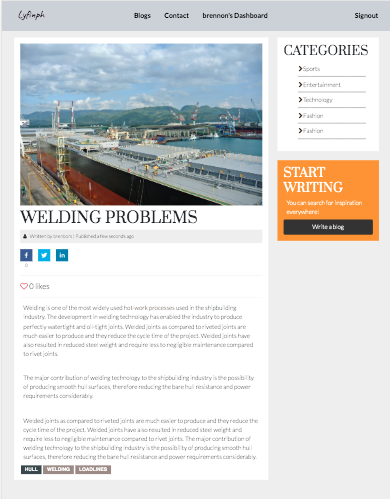 Lyfinph
Blogs
Contact
brennon's Dashboard
Signout
WELDING PROBLEMS
Written by brennon | Published a few seconds ago
f
in
0
0 likes
Welding is one of the most widely used hot-work processes used in the shipbuilding
industry. The development in welding technology has enabled the industry to produce
perfectly watertight and oil-tight joints. Welded joints as compared to riveted joints are
much easier to produce and they reduce the cycle time of the project. Welded joints have
also resulted in reduced steel weight and require less to negligible maintenance compared
to rivet joints.
The major contribution of welding technology to the shipbuilding industry is the possibility
of producing smooth hull surfaces, therefore reducing the bare hull resistance and power
requirements considerably.
Welded joints as compared to riveted joints are much easier to produce and they reduce the
cycle time of the project. Welded joints have also resulted in reduced steel weight and
require less to negligible maintenance compared to rivet joints. The major contribution of
welding technology to the shipbuilding industry is the possibility of producing smooth hull
surfaces, therefore reducing the bare hull resistance and power requirements considerably.
HULL
WELDING
LOADLINES
CATEGORIES
Sports
Entertainment
Technology
Fashion
Fashion
START
WRITING
You can search for inspiration
everywhere!
Write a blog